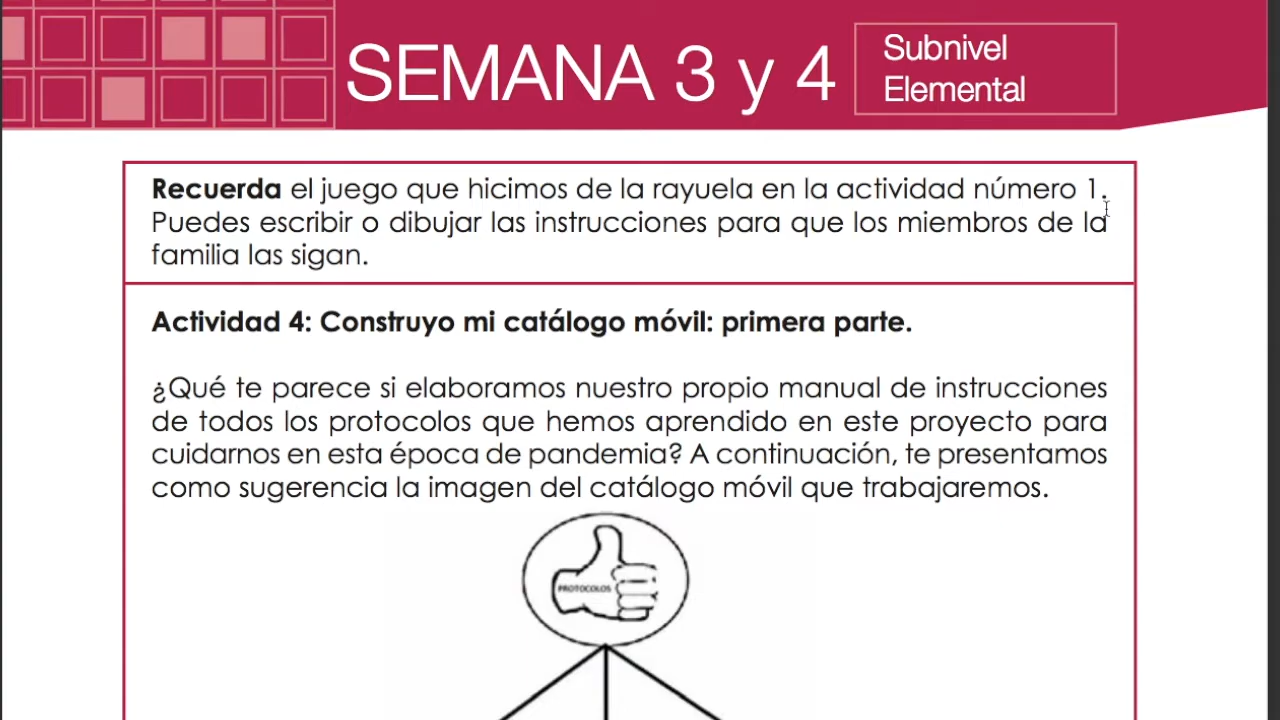 SEMANA 3 y 4
Subnivel
Elemental
Recuerda el juego que hicimos de la rayuela en la actividad número 1.
Puedes escribir o dibujar las instrucciones para que los miembros de la
familia las sigan.
Actividad 4: Construyo mi catálogo móvil: primera parte.
¿Qué te parece si elaboramos nuestro propio manual de instrucciones
de todos los protocolos que hemos aprendido en este proyecto para
cuidarnos en esta época de pandemia? A continuación, te presentamos
como sugerencia la imagen del catálogo móvil que trabajaremos.
PROTOCOLOS